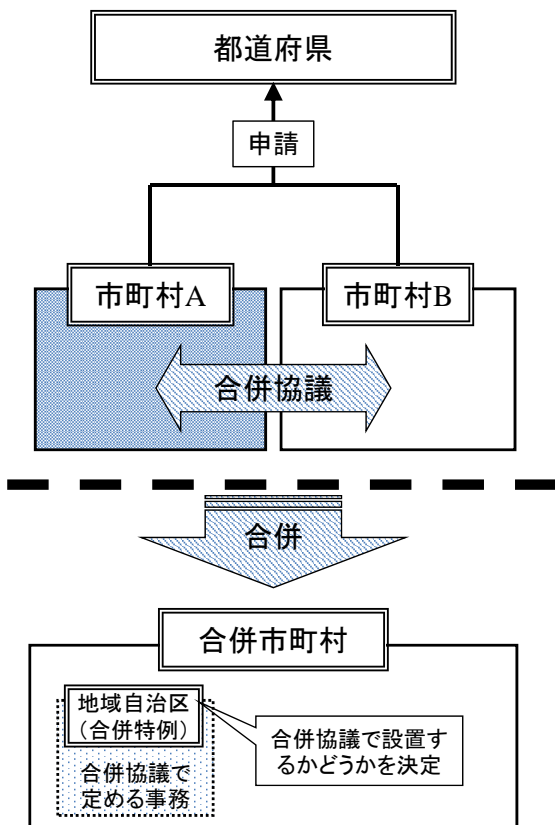 都道府県
申請
市町村A
市町村B
合併協議
合併
合併市町村
地域自治区
(合併特例)
合併協議で
定める事務
合併協議で設置す
るかどうかを決定